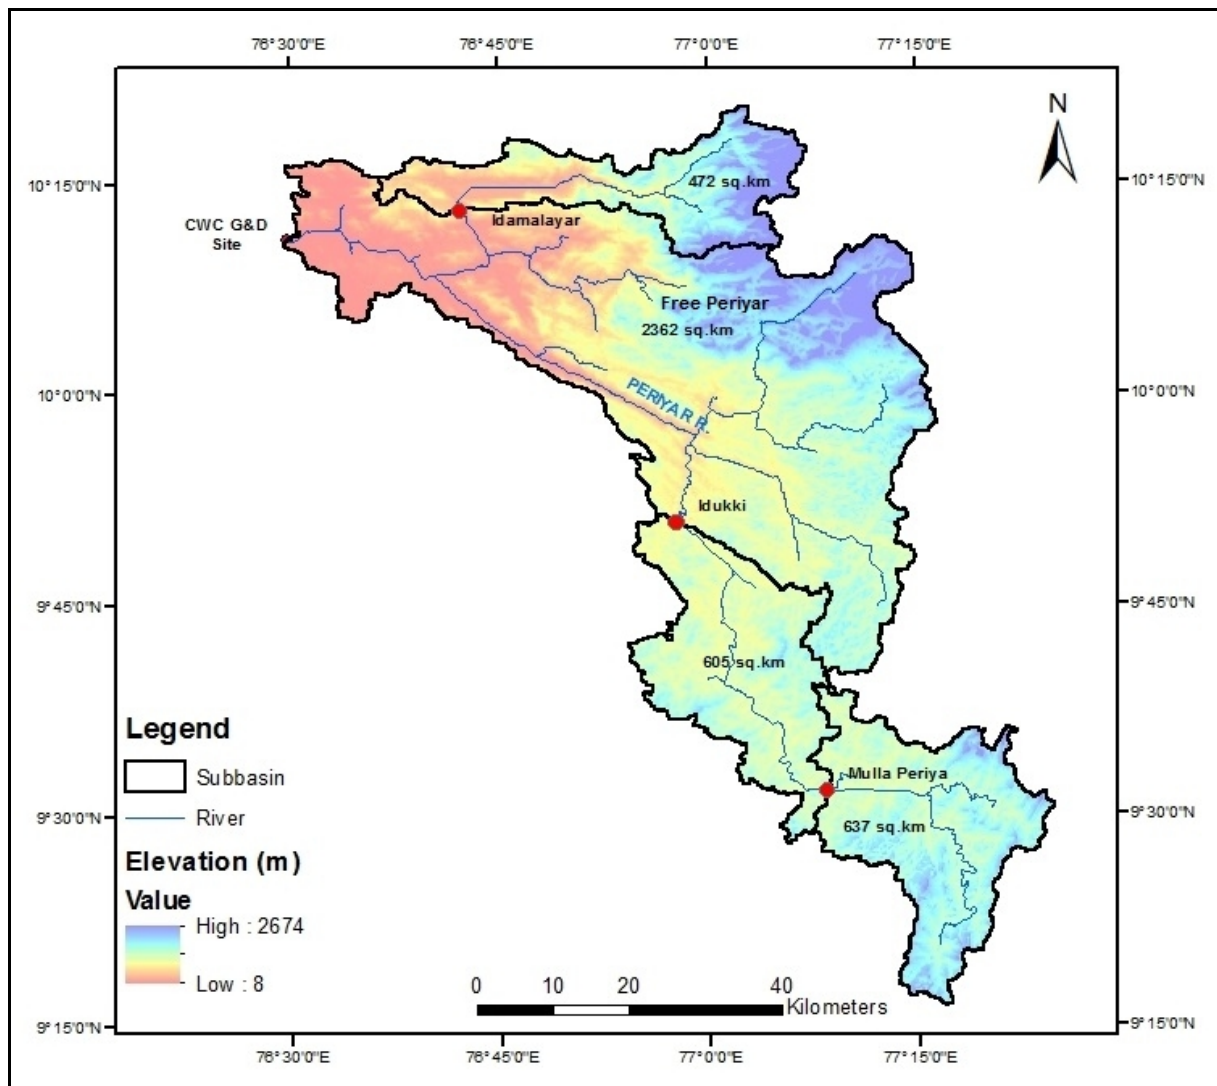 76°30'0"E
76°45'0"E
77°0'0"E
77°15'0"E
N
10°15'0"N
10°15'0"N
472 sq.km
CWC G&D
Site
Idamalayar
Free Periyar
2362 sq.km
10°0'0"N
10°0'0"N
PERIYAR R.
Idukki
9°45'0"N
9°45'0"N
605 sq.km
Legend
Subbasin
River
Mulla Periya
637 sq.km
9°30'0"N
9°30'0"N
Elevation (m)
Value
High : 2674
Low : 8
0 10 20 40
Kilometers
9°15'0"N
9°15'0"N
76°30'0"E
76°45'0"E
77°0'0"E
77°15'0"E